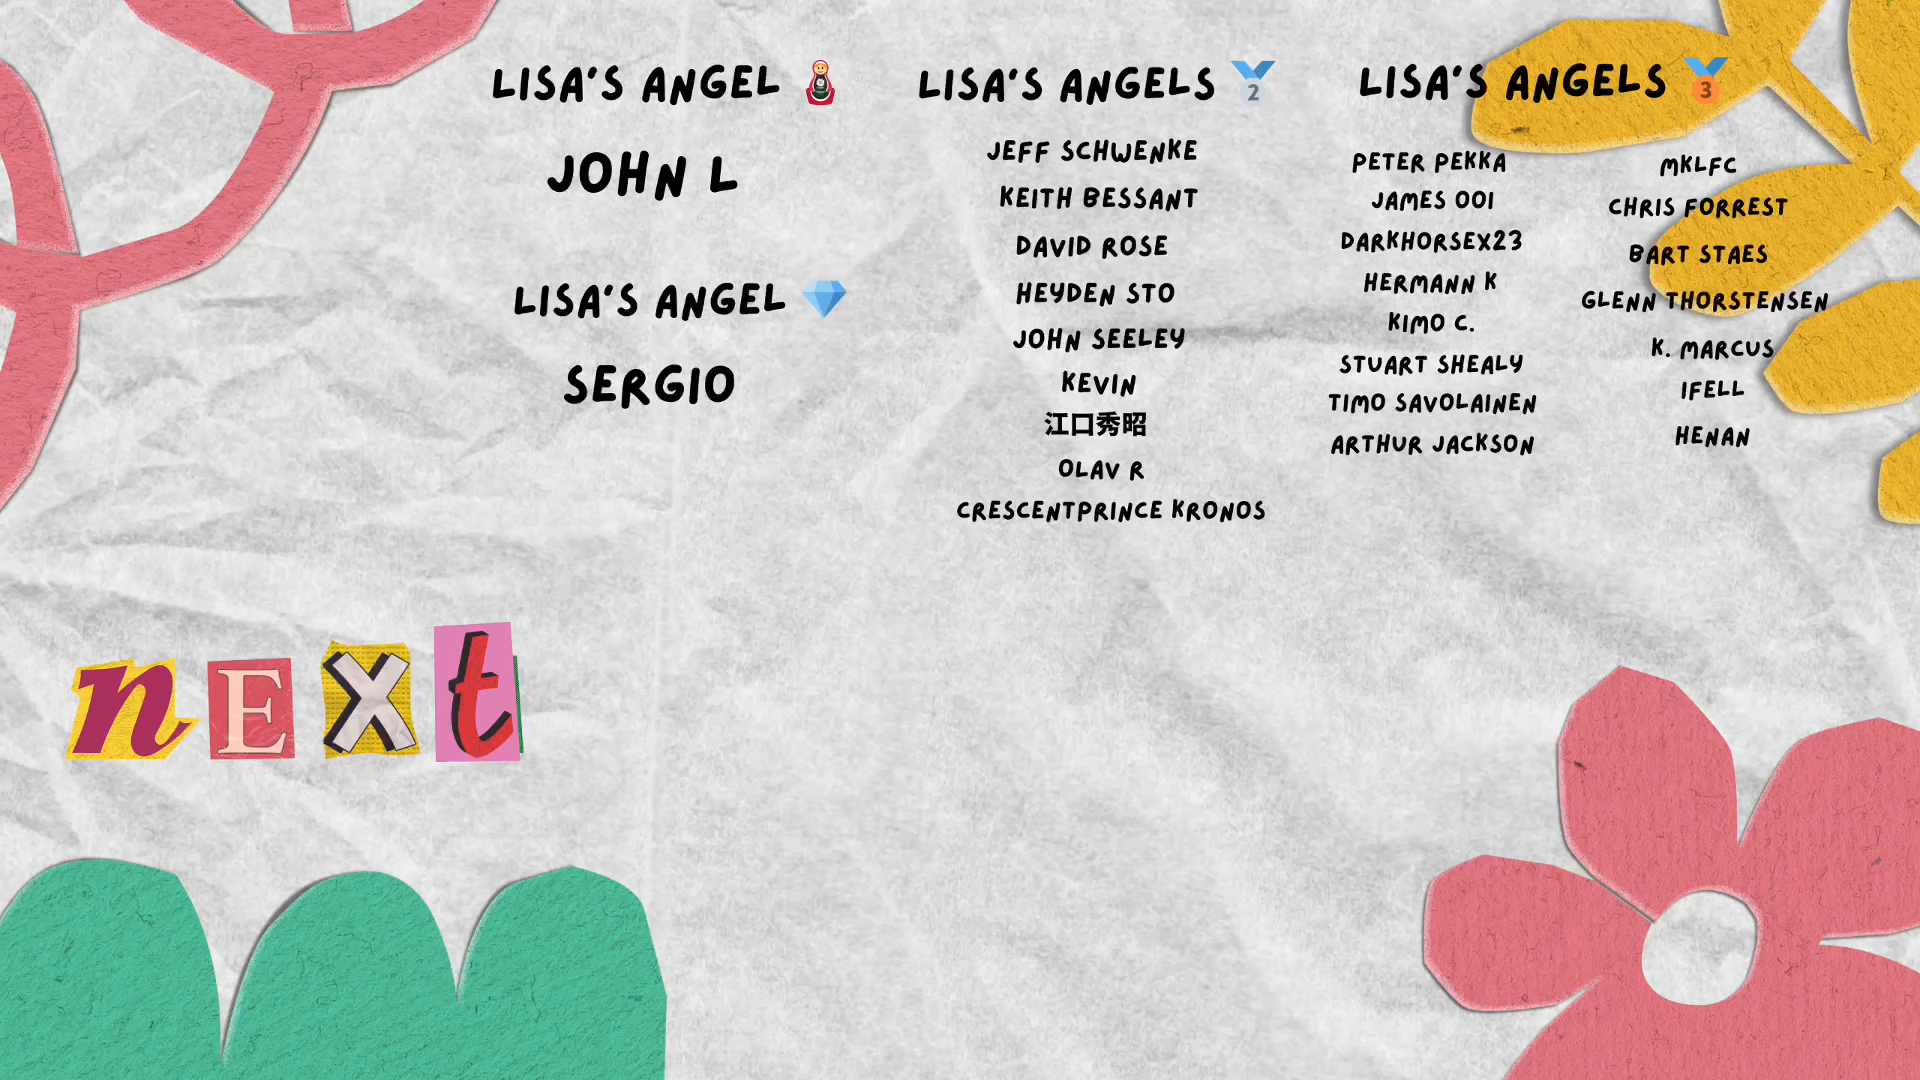 LISA'S ANGEL
JOHN L
LISA'S ANGEL
SERGIO
LISA'S ANGELS 2
JEFF SCHWENKE
KEITH BESSANT
DAVID ROSE
HEYDEN STO
JOHN SEELEY
KEVIN
江口秀昭
OLAV R
CRESCENTPRINCE KRONOS
LISA'S ANGELS 3
PETER PEKKA
JAMES OOI
DARKHORSEX23
HERMANN K
KIMO C.
STUART SHEALY
TIMO SAVOLAINEN
ARTHUR JACKSON
MKLFC
CHRIS FORREST
BART STAES
GLENN THORSTENSEN
K. MARCUS
IFELL
HENAN
nEXt